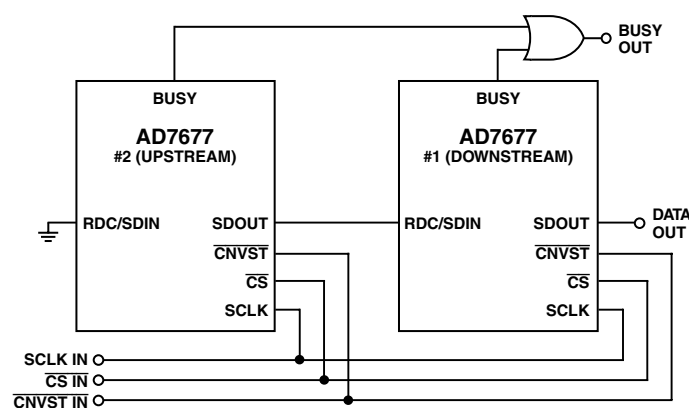 BUSY
OUT
BUSY
AD7677
#2 (UPSTREAM)
RDC/SDIN
SDOUT
CNVST
CS
SCLK
BUSY
AD7677
#1 (DOWNSTREAM)
RDC/SDIN
SDOUT
CNVST
CS
SCLK
DATA
OUT
SCLK IN
CS IN
CNVST IN